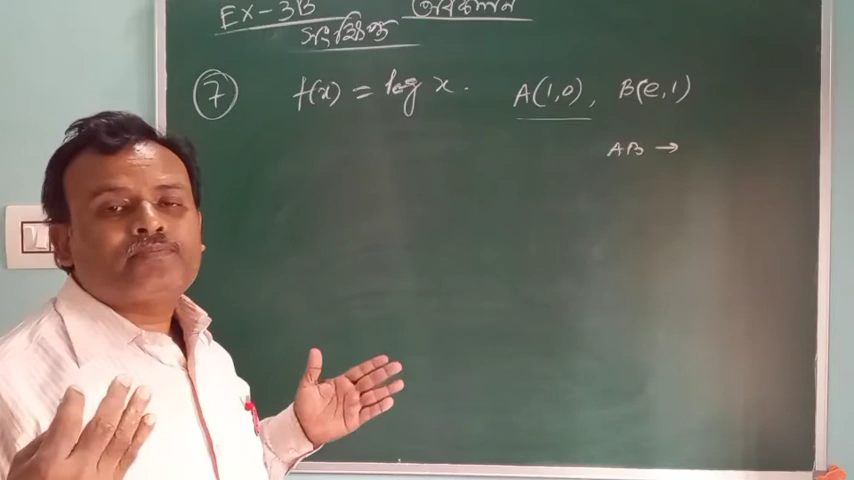 EX-3B অবকলন
সংক্ষিপ্ত
7 f(x) = log x. A(1,0), B(e,1)
AB →